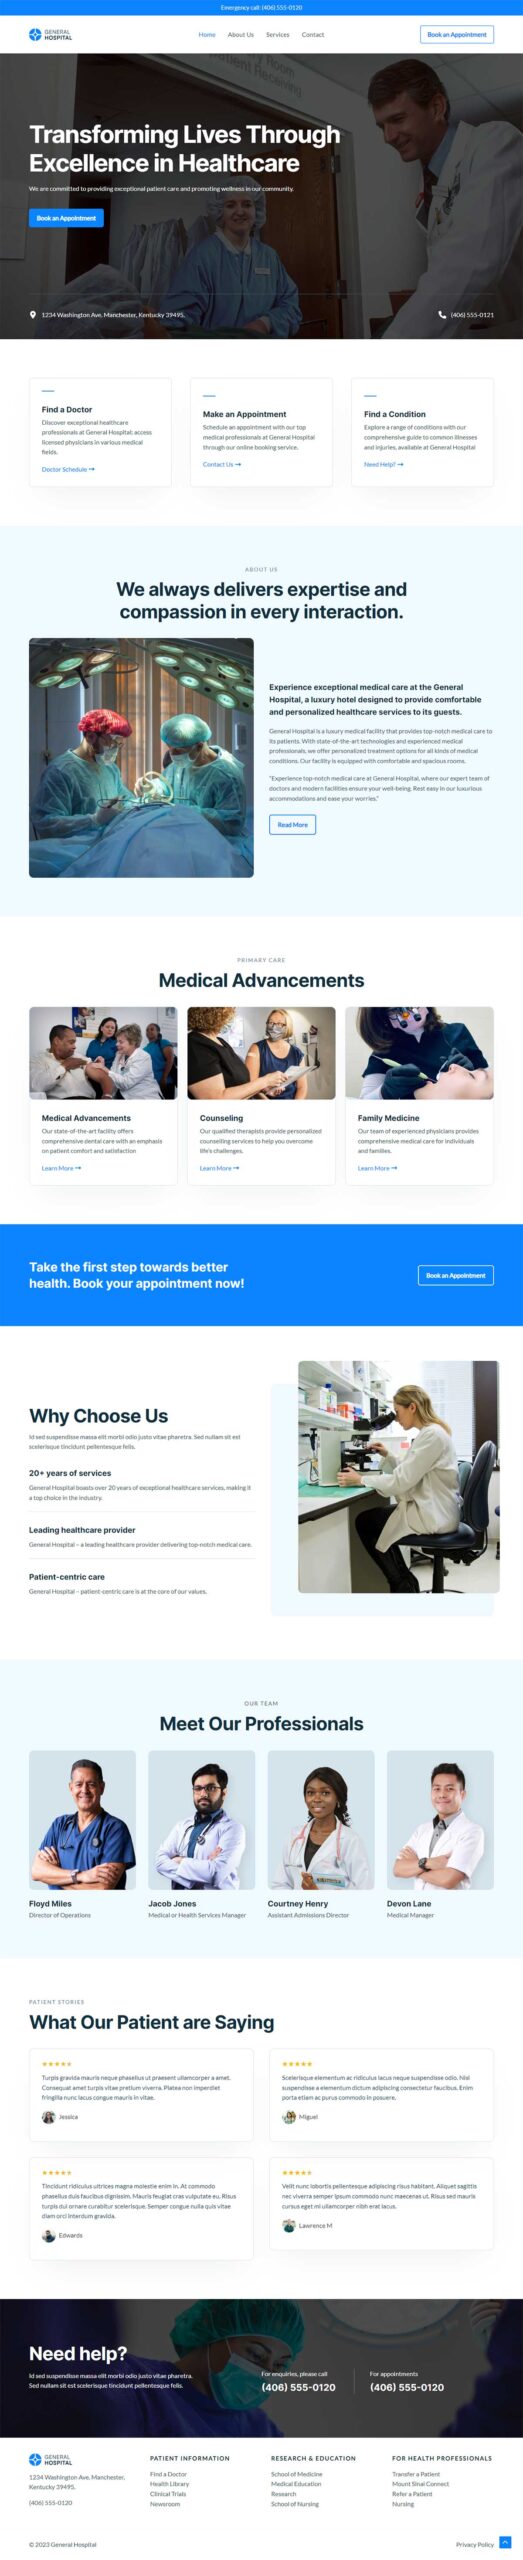 Emergency call: (406) 555-0120
GENERAL
HOSPITAL
Home
About Us
Services
Contact
Book an Appointment
Transforming Lives Through
Excellence in Healthcare
We are committed to providing exceptional patient care and promoting wellness in our community.
Book an Appointment
1234 Washington Ave. Manchester, Kentucky 39495.
(406) 555-0121
Find a Doctor
Discover exceptional healthcare
professionals at General Hospital: access
licensed physicians in various medical
fields.
Doctor Schedule →
Make an Appointment
Schedule an appointment with our top
medical professionals at General Hospital
through our online booking service.
Contact Us →
Find a Condition
Explore a range of conditions with our
comprehensive guide to common illnesses
and injuries, available at General Hospital
Need Help? →
ABOUT US
We always delivers expertise and
compassion in every interaction.
Experience exceptional medical care at the General
Hospital, a luxury hotel designed to provide comfortable
and personalized healthcare services to its guests.
General Hospital is a luxury medical facility that provides top-notch medical care to
its patients. With state-of-the-art technologies and experienced medical
professionals, we offer personalized treatment options for all kinds of medical
conditions. Our facility is equipped with comfortable and spacious rooms.
"Experience top-notch medical care at General Hospital, where our expert team of
doctors and modern facilities ensure your well-being. Rest easy in our luxurious
accommodations and ease your worries."
Read More
PRIMARY CARE
Medical Advancements
Medical Advancements
Our state-of-the-art facility offers
comprehensive dental care with an emphasis
on patient comfort and satisfaction
Learn More →
Counseling
Our qualified therapists provide personalized
counselling services to help you overcome
life's challenges.
Learn More →
Family Medicine
Our team of experienced physicians provides
comprehensive medical care for individuals
and families.
Learn More →
Take the first step towards better
health. Book your appointment now!
Book an Appointment
Why Choose Us
Id sed suspendisse massa elit morbi odio justo vitae pharetra. Sed nullam sit est
scelerisque tincidunt pellentesque felis.
20+ years of services
General Hospital boasts over 20 years of exceptional healthcare services, making it
a top choice in the industry.
Leading healthcare provider
General Hospital – a leading healthcare provider delivering top-notch medical care.
Patient-centric care
General Hospital – patient-centric care is at the core of our values.
OUR TEAM
Meet Our Professionals
Floyd Miles
Director of Operations
Jacob Jones
Medical or Health Services Manager
Courtney Henry
Assistant Admissions Director
Devon Lane
Medical Manager
PATIENT STORIES
What Our Patient are Saying
Turpis gravida mauris neque phasellus ut praesent ullamcorper a amet.
Consequat amet turpis vitae pretium viverra. Platea non imperdiet
fringilla nunc lacus congue mauris in vitae.
Jessica
Scelerisque elementum ac ridiculus lacus neque suspendisse odio. Nisi
suspendisse a elementum dictum adipiscing consectetur faucibus. Enim
porta etiam ac purus commodo in posuere.
Miguel
Tincidunt ridiculus ultrices magna molestie enim in. At commodo
phasellus duis faucibus dignissim. Mauris feugiat cras vulputate eu. Risus
turpis dui ornare curabitur scelerisque. Semper congue nulla quis vitae
diam orci interdum gravida.
Edwards
Velit nunc lobortis pellentesque adipiscing risus habitant. Aliquet sagittis
nec viverra semper ipsum commodo nunc maecenas ut. Risus sed mauris
cursus eget mi ullamcorper nibh erat lacus.
Lawrence M
Need help?
Id sed suspendisse massa elit morbi odio justo vitae pharetra.
Sed nullam sit est scelerisque tincidunt pellentesque felis.
For enquiries, please call
(406) 555-0120
For appointments
(406) 555-0120
GENERAL
HOSPITAL
1234 Washington Ave. Manchester,
Kentucky 39495.
(406) 555-0120
PATIENT INFORMATION
Find a Doctor
Health Library
Clinical Trials
Newsroom
RESEARCH & EDUCATION
School of Medicine
Medical Education
Research
School of Nursing
FOR HEALTH PROFESSIONALS
Transfer a Patient
Mount Sinai Connect
Refer a Patient
Nursing
© 2023 General Hospital
Privacy Policy